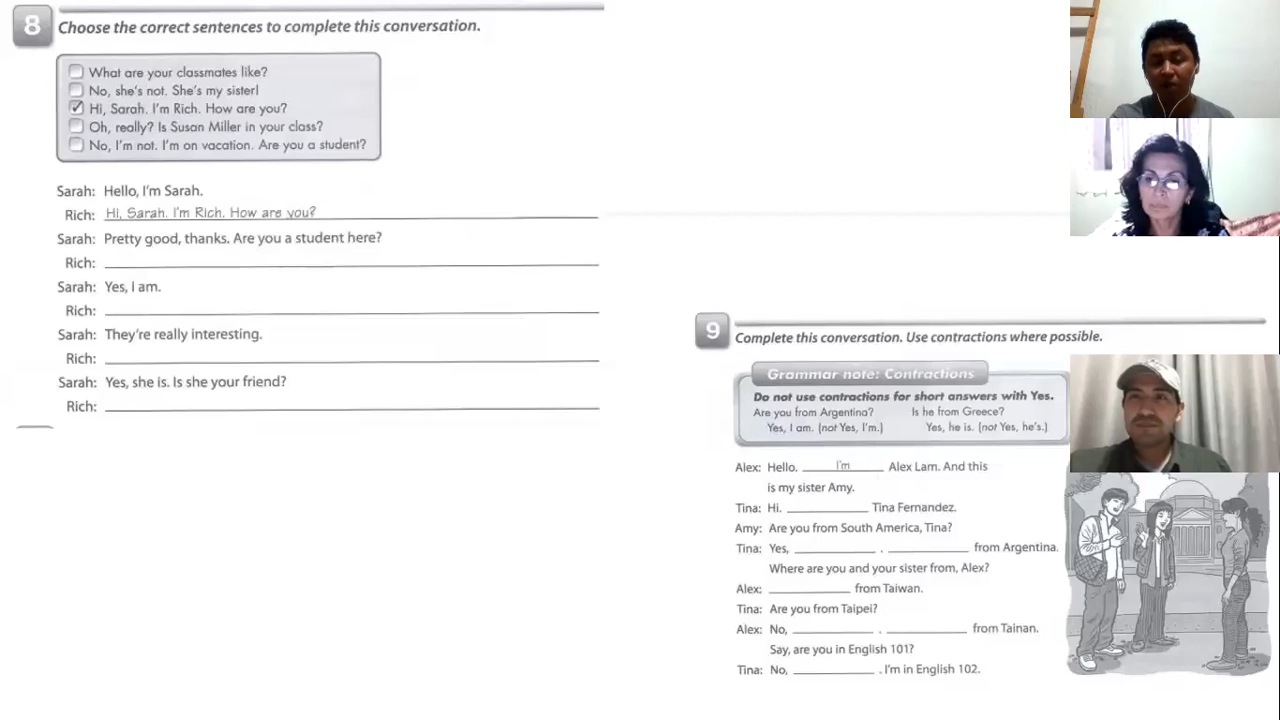 8 Choose the correct sentences to complete this conversation.
What are your classmates like?
No, she's not. She's my sister!
Hi, Sarah. I'm Rich. How are you?
Oh, really? Is Susan Miller in your class?
No, I'm not. I'm on vacation. Are you a student?
Sarah: Hello, I'm Sarah.
Rich: Hi, Sarah. I'm Rich. How are you?
Sarah: Pretty good, thanks. Are you a student here?
Rich:
Sarah: Yes, I am.
Rich:
Sarah: They're really interesting.
Rich:
Sarah: Yes, she is. Is she your friend?
Rich:
9 Complete this conversation. Use contractions where possible.
Grammar note: Contractions
Do not use contractions for short answers with Yes.
Are you from Argentina? Is he from Greece?
Yes, I am. (not Yes, I'm.) Yes, he is. (not Yes, he's.)
Alex: Hello. I'm Alex Lam. And this
is my sister Amy.
Tina: Hi. Tina Fernandez.
Amy: Are you from South America, Tina?
Tina: Yes, . from Argentina.
Where are you and your sister from, Alex?
Alex: from Taiwan.
Tina: Are you from Taipei?
Alex: No, . from Tainan.
Say, are you in English 101?
Tina: No, . I'm in English 102.